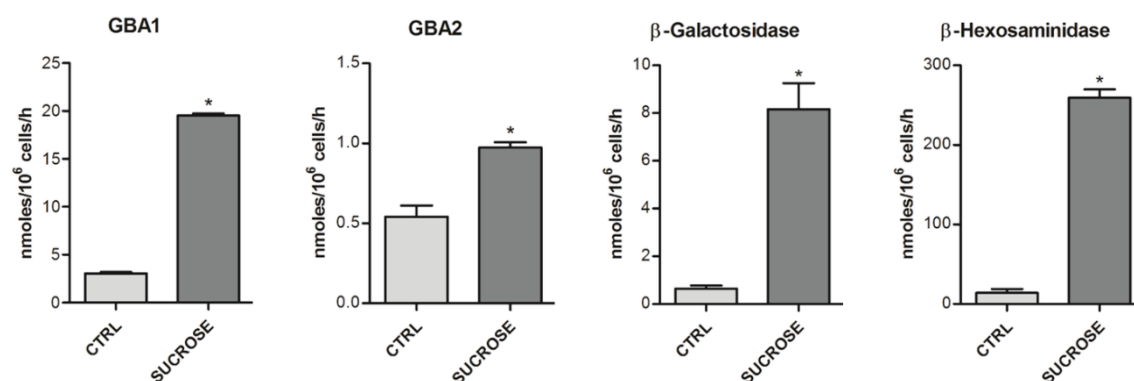 GBA1
nmoles/10⁶ cells/h
25
20
15
10
5
0
*
CTRL
SUCROSE
GBA2
nmoles/10⁶ cells/h
1.5
1.0
0.5
0.0
*
CTRL
SUCROSE
β-Galactosidase
nmoles/10⁶ cells/h
10
8
6
4
2
0
*
CTRL
SUCROSE
β-Hexosaminidase
nmoles/10⁶ cells/h
300
200
100
0
*
CTRL
SUCROSE